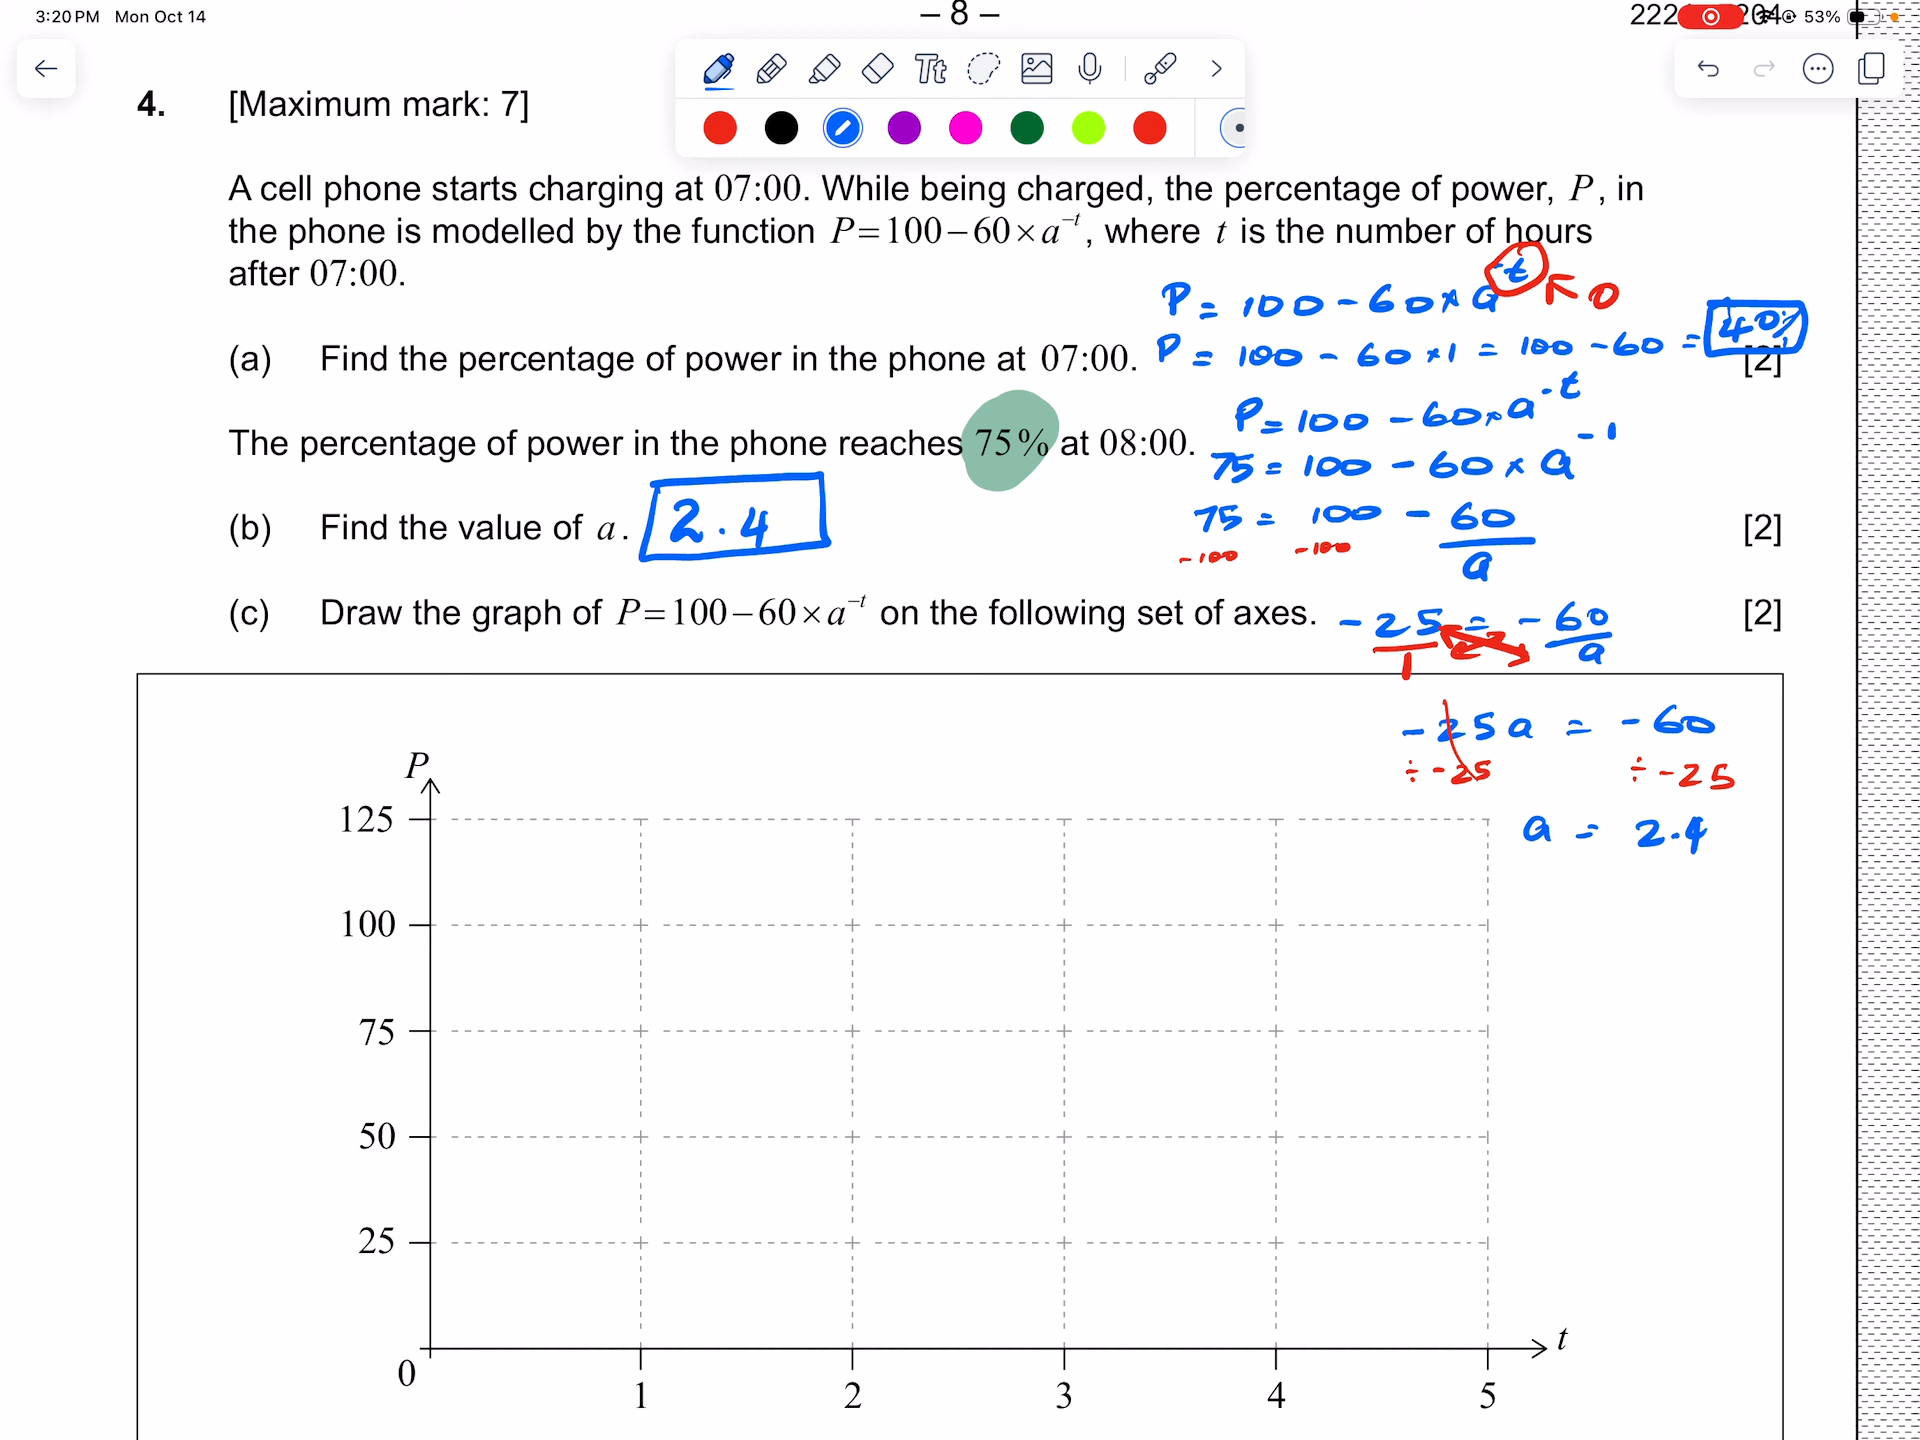 3:20 PM Mon Oct 14
– 8 –
222
204
53%
4. [Maximum mark: 7]
Tt
A cell phone starts charging at 07:00. While being charged, the percentage of power, P, in
the phone is modelled by the function P=100−60×a⁻ᵗ, where t is the number of hours
after 07:00.
P = 100 - 60 × a⁻ᵗ 0
(a) Find the percentage of power in the phone at 07:00. [2]
P = 100 - 60 × 1 = 100 - 60 = 40%
P = 100 - 60 × a⁻ᵗ
The percentage of power in the phone reaches 75% at 08:00.
75 = 100 - 60 × a⁻¹
(b) Find the value of a. 2.4 [2]
75 = 100 - 60/a
-100 -100
(c) Draw the graph of P=100−60×a⁻ᵗ on the following set of axes. [2]
-25/1 = -60/a
-25a = -60
÷ -25 ÷ -25
a = 2.4
P
125
100
75
50
25
0
1 2 3 4 5
t